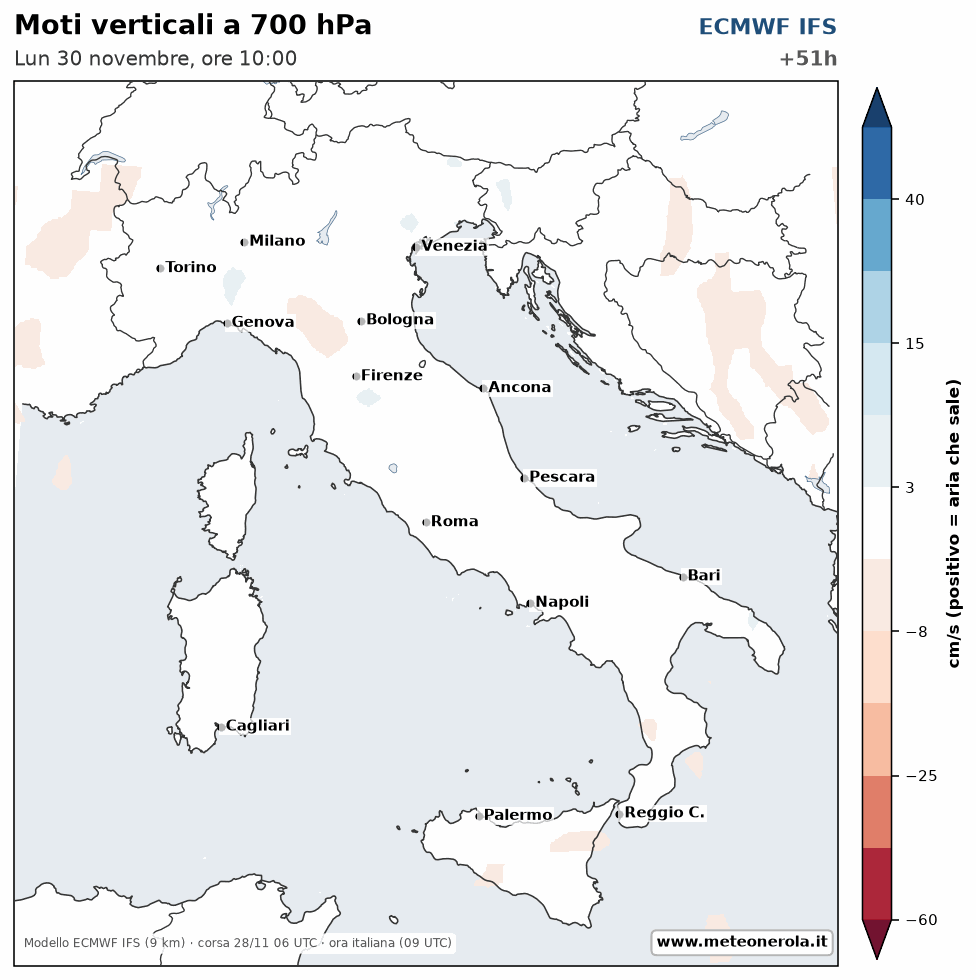 Moti verticali a 700 hPa
ECMWF IFS
Lun 30 novembre, ore 10:00
+51h
Milano
Venezia
Torino
Genova
Bologna
Firenze
Ancona
Pescara
Roma
Bari
Napoli
Cagliari
Palermo
Reggio C.
40
15
3
−8
−25
−60
cm/s (positivo = aria che sale)
Modello ECMWF IFS (9 km) · corsa 28/11 06 UTC · ora italiana (09 UTC)
www.meteonerola.it